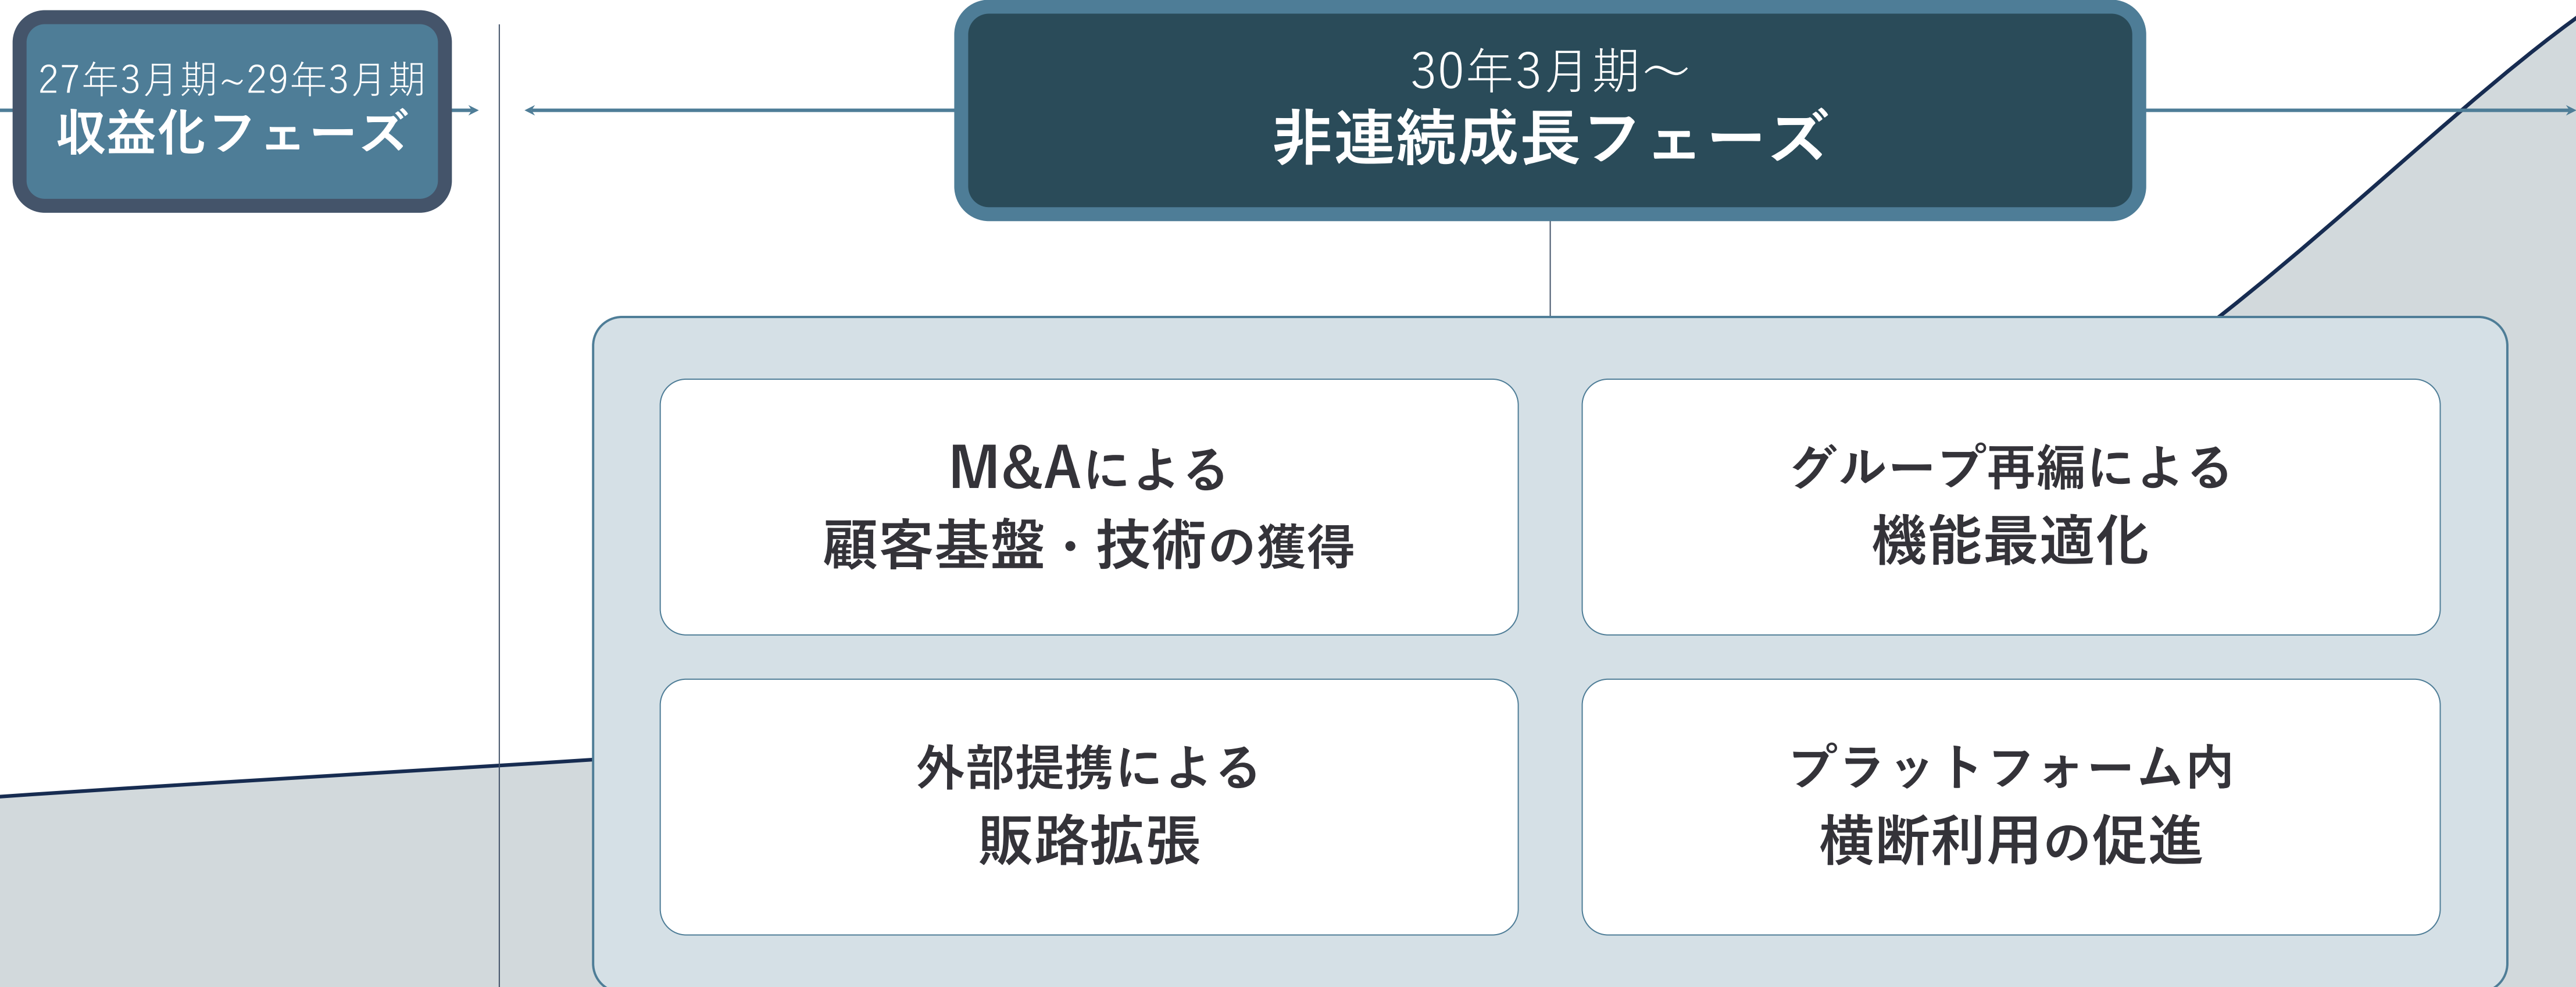 27年3月期~29年3月期
収益化フェーズ
30年3月期～
非連続成長フェーズ
M&Aによる
顧客基盤・技術の獲得
グループ再編による
機能最適化
外部提携による
販路拡張
プラットフォーム内
横断利用の促進